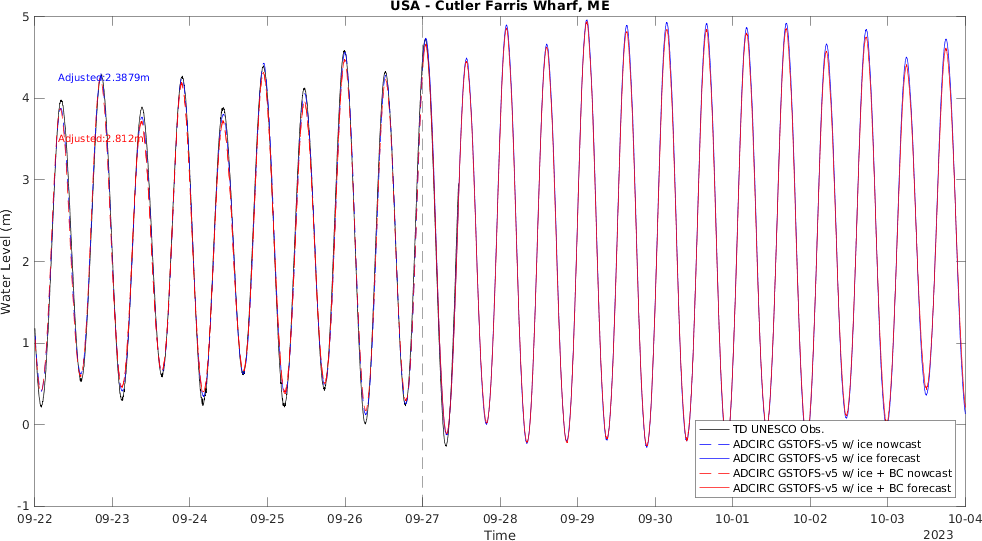 USA - Cutler Farris Wharf, ME
5
4
3
2
1
0
-1
Water Level (m)
Adjusted:2.3879m
Adjusted:2.812m
TD UNESCO Obs.
ADCIRC GSTOFS-v5 w/ ice nowcast
ADCIRC GSTOFS-v5 w/ ice forecast
ADCIRC GSTOFS-v5 w/ ice + BC nowcast
ADCIRC GSTOFS-v5 w/ ice + BC forecast
09-22 09-23 09-24 09-25 09-26 09-27 09-28 09-29 09-30 10-01 10-02 10-03 10-04
Time
2023